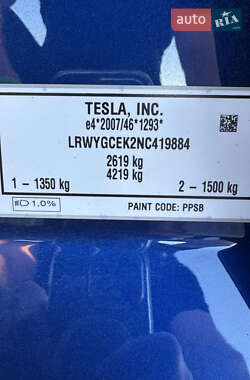 RIA.com
TESLA, INC.
e4*2007/46*1293*
LRWYGCEK2NC419884
2619 kg
4219 kg
1 – 1350 kg 2 – 1500 kg
1,0% PAINT CODE: PPSB